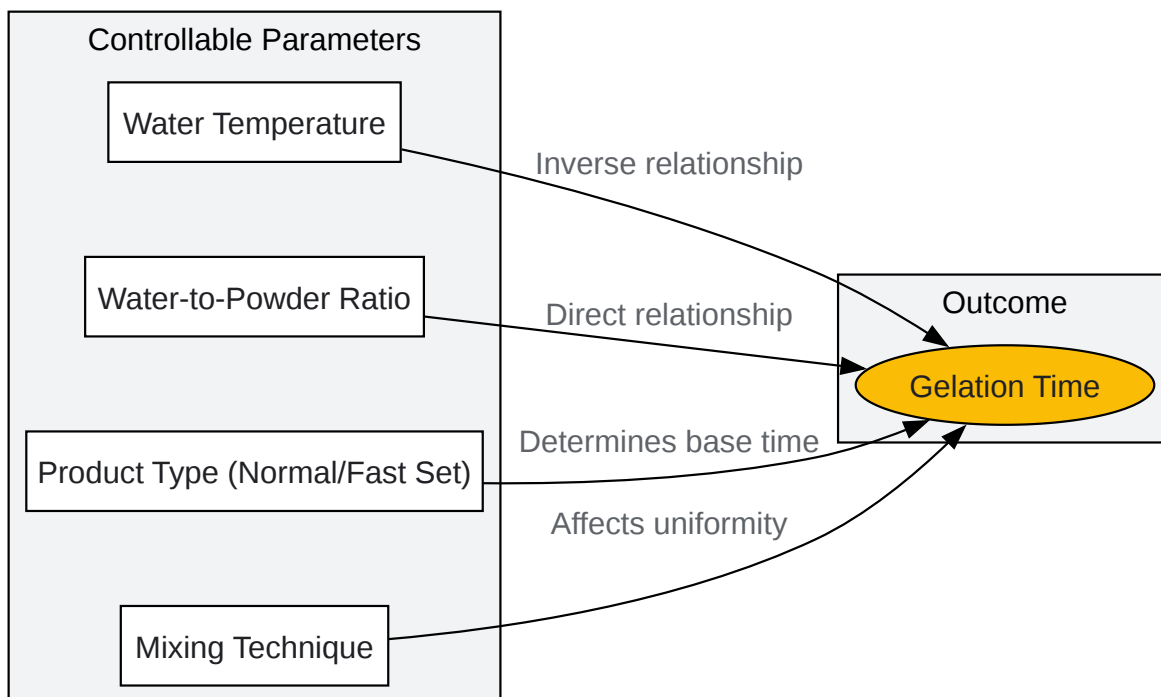 Controllable Parameters
Water Temperature
Inverse relationship
Water-to-Powder Ratio
Direct relationship
Outcome
Gelation Time
Product Type (Normal/Fast Set)
Determines base time
Affects uniformity
Mixing Technique